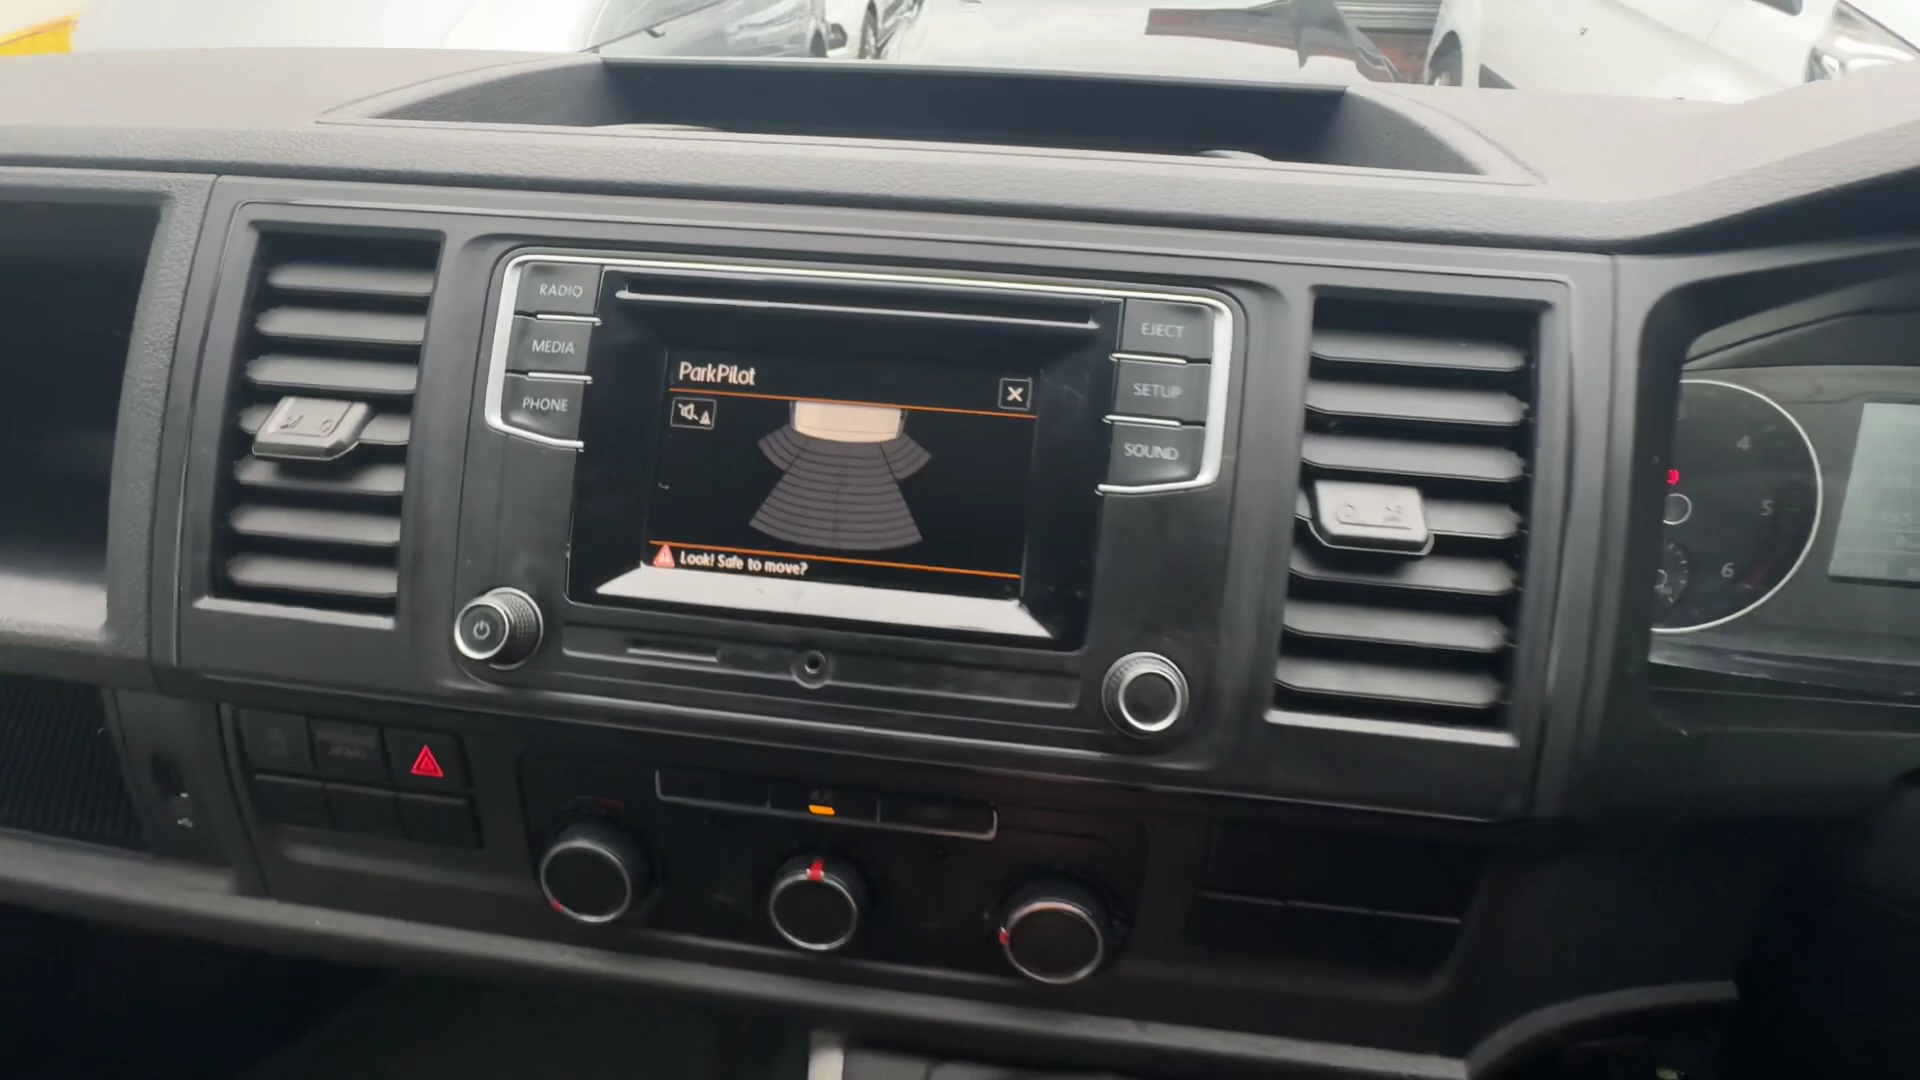 RADIO
MEDIA
PHONE
EJECT
SETUP
SOUND
ParkPilot
Look! Safe to move?
4
5
6